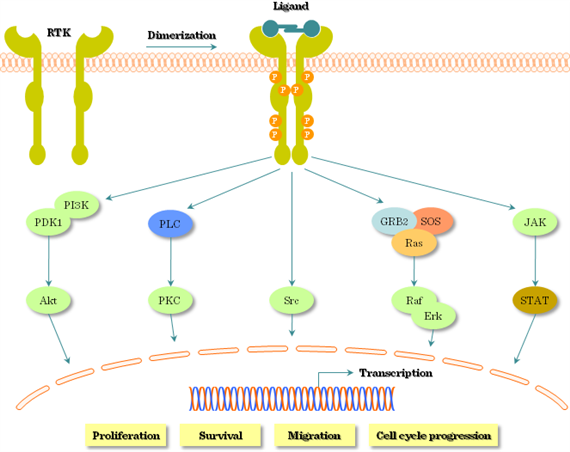 Ligand
RTK
Dimerization
P
P P
P
P P
P P
PI3K
PDK1
PLC
GRB2 SOS
Ras
JAK
Akt
PKC
Src
Raf
Erk
STAT
Transcription
Proliferation
Survival
Migration
Cell cycle progression